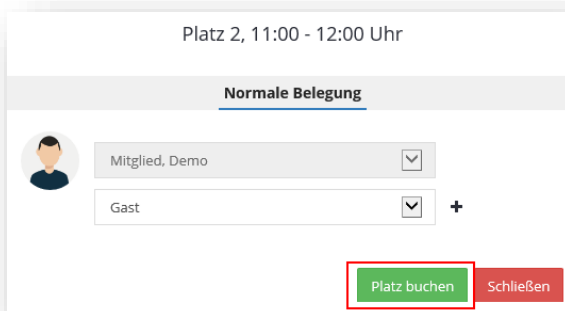 Platz 2, 11:00 - 12:00 Uhr
Normale Belegung
Mitglied, Demo
Gast
Platz buchen Schließen